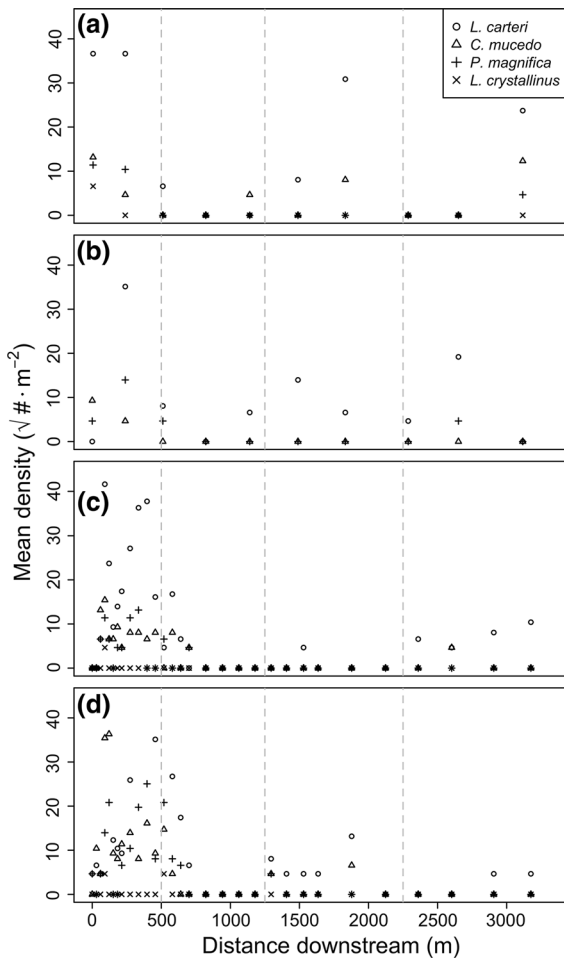 (a)
L. carteri
C. mucedo
P. magnifica
L. crystallinus
40
30
20
10
0
(b)
40
30
20
10
0
(c)
40
30
20
10
0
(d)
40
30
20
10
0
Mean density (√#·m⁻²)
0 500 1000 1500 2000 2500 3000
Distance downstream (m)